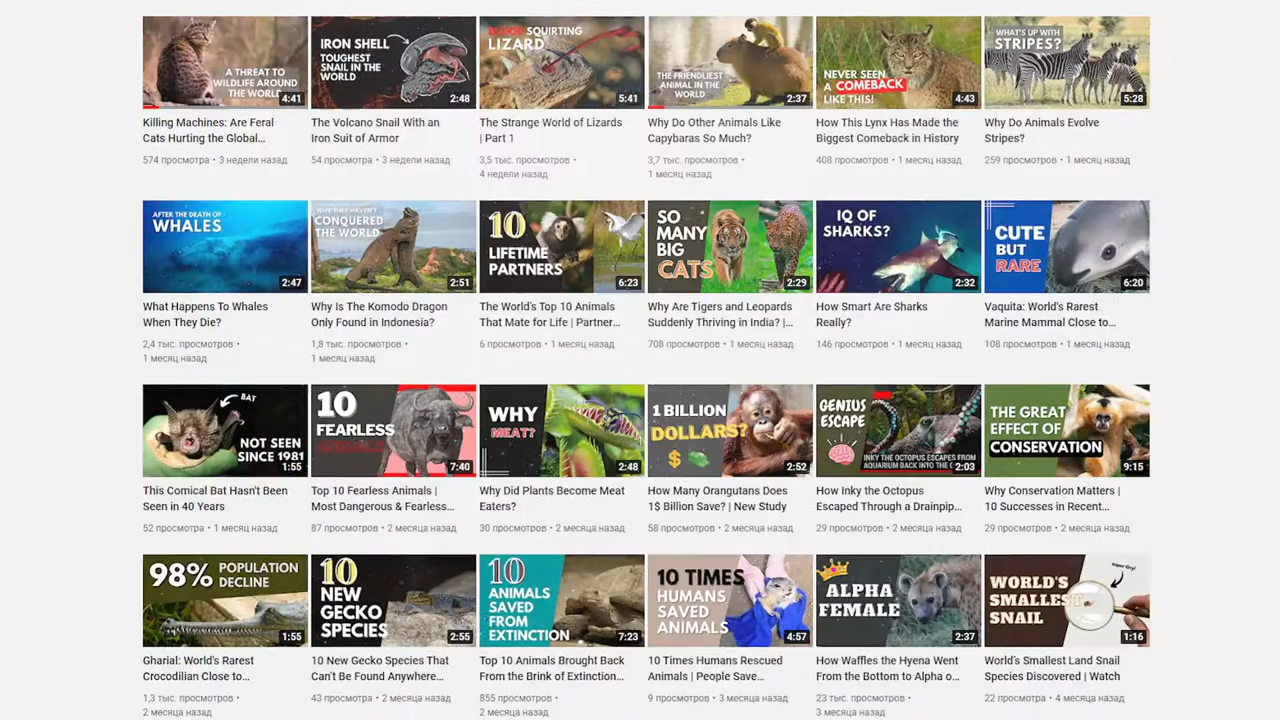 A THREAT TO
WILDLIFE AROUND
THE WORLD
4:41
Killing Machines: Are Feral
Cats Hurting the Global...
574 просмотра • 3 недели назад
IRON SHELL
TOUGHEST
SNAIL IN THE
WORLD
2:48
The Volcano Snail With an
Iron Suit of Armor
54 просмотра • 3 недели назад
BLOOD SQUIRTING
LIZARD
5:41
The Strange World of Lizards
| Part 1
3,5 тыс. просмотров •
4 недели назад
THE FRIENDLIEST
ANIMAL IN THE
WORLD
2:37
Why Do Other Animals Like
Capybaras So Much?
3,7 тыс. просмотров •
1 месяц назад
NEVER SEEN
A COMEBACK
LIKE THIS!
4:43
How This Lynx Has Made the
Biggest Comeback in History
408 просмотров • 1 месяц назад
WHAT'S UP WITH
STRIPES?
5:28
Why Do Animals Evolve
Stripes?
259 просмотров • 1 месяц назад
AFTER THE DEATH OF
WHALES
2:47
What Happens To Whales
When They Die?
2,4 тыс. просмотров •
1 месяц назад
WHY THEY HAVEN'T
CONQUERED
THE WORLD
2:51
Why Is The Komodo Dragon
Only Found in Indonesia?
1,8 тыс. просмотров •
1 месяц назад
10
LIFETIME
PARTNERS
6:23
The World's Top 10 Animals
That Mate for Life | Partner...
6 просмотров • 1 месяц назад
SO
MANY
BIG
CATS
2:29
Why Are Tigers and Leopards
Suddenly Thriving in India? |...
708 просмотров • 1 месяц назад
IQ OF
SHARKS?
2:32
How Smart Are Sharks
Really?
146 просмотров • 1 месяц назад
CUTE
BUT
RARE
6:20
Vaquita: World's Rarest
Marine Mammal Close to...
108 просмотров • 1 месяц назад
BAT
NOT SEEN
SINCE 1981
1:55
This Comical Bat Hasn't Been
Seen in 40 Years
52 просмотра • 1 месяц назад
10
FEARLESS
7:40
Top 10 Fearless Animals |
Most Dangerous & Fearless...
87 просмотров • 2 месяца назад
WHY
MEAT?
2:48
Why Did Plants Become Meat
Eaters?
30 просмотров • 2 месяца назад
1 BILLION
DOLLARS?
$
2:52
How Many Orangutans Does
1$ Billion Save? | New Study
58 просмотров • 2 месяца назад
GENIUS
ESCAPE
INKY THE OCTOPUS ESCAPES FROM
AQUARIUM BACK INTO THE
2:03
How Inky the Octopus
Escaped Through a Drainpip...
29 просмотров • 2 месяца назад
THE GREAT
EFFECT OF
CONSERVATION
9:15
Why Conservation Matters |
10 Successes in Recent...
29 просмотров • 2 месяца назад
98% POPULATION
DECLINE
1:55
Gharial: World's Rarest
Crocodilian Close to...
1,3 тыс. просмотров •
2 месяца назад
10
NEW
GECKO
SPECIES
2:55
10 New Gecko Species That
Can't Be Found Anywhere...
43 просмотра • 2 месяца назад
10
ANIMALS
SAVED
FROM
EXTINCTION
7:23
Top 10 Animals Brought Back
From the Brink of Extinction...
855 просмотров •
2 месяца назад
10 TIMES
HUMANS
SAVED
ANIMALS
4:57
10 Times Humans Rescued
Animals | People Save...
9 просмотров • 3 месяца назад
ALPHA
FEMALE
2:37
How Waffles the Hyena Went
From the Bottom to Alpha o...
23 тыс. просмотров •
3 месяца назад
Super tiny!
WORLD'S
SMALLEST
SNAIL
1:16
World's Smallest Land Snail
Species Discovered | Watch
22 просмотра • 4 месяца назад